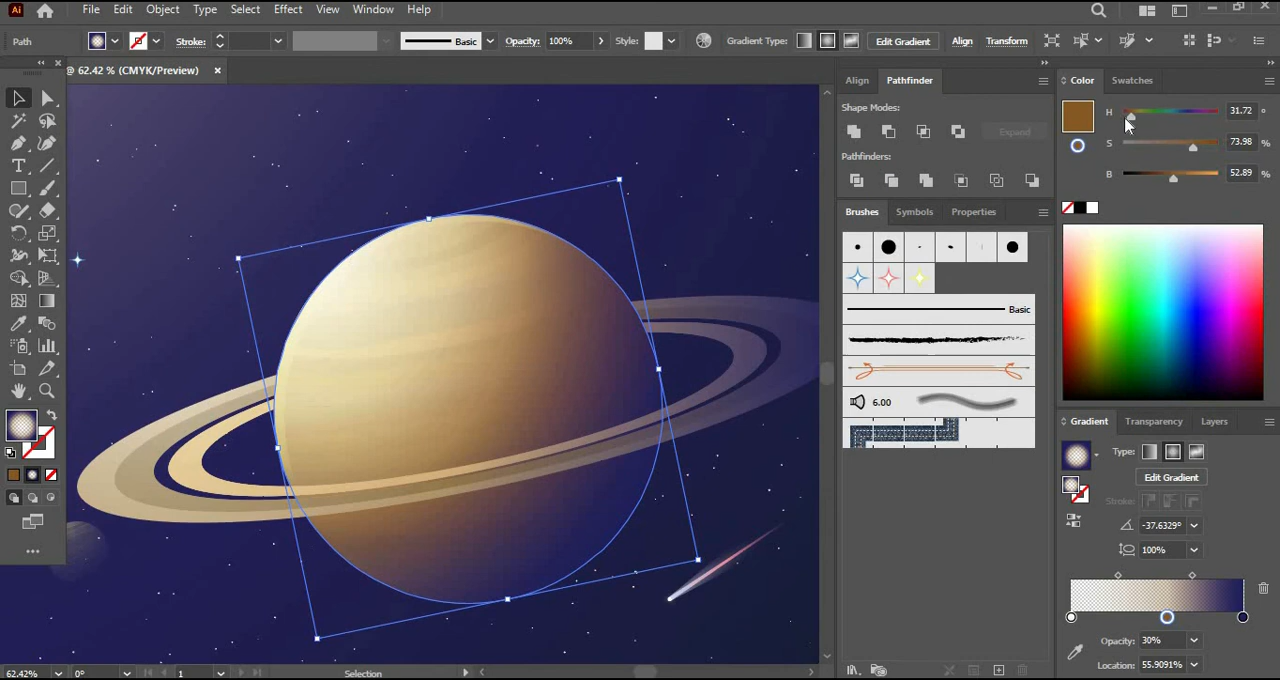 Ai File Edit Object Type Select Effect View Window Help
Path Stroke: Basic Opacity: 100% Style: Gradient Type: Edit Gradient Align Transform
@ 62.42 % (CMYK/Preview)
Align Pathfinder
Shape Modes:
Expand
Pathfinders:
Brushes Symbols Properties
Basic
6.00
Color Swatches
H 31.72 °
S 73.98 %
B 52.89 %
Gradient Transparency Layers
Type:
Edit Gradient
Stroke:
-37.6329°
100%
Opacity: 30%
Location: 55.9091%
62.42% 0° 1 Selection